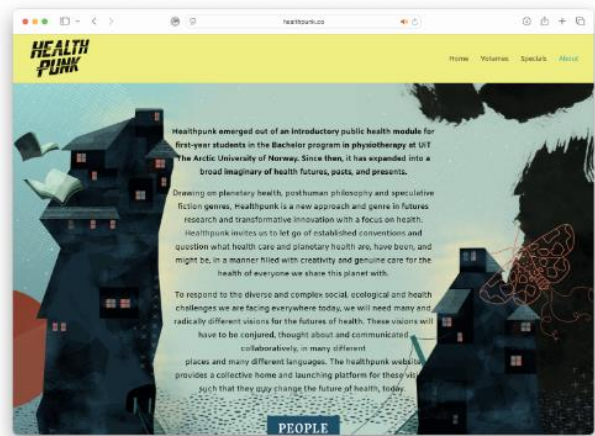 healthpunk.co
HEALTH
PUNK
Home Volumes Specials About
Healthpunk emerged out of an introductory public health module for
first-year students in the Bachelor program in physiotherapy at UiT
The Arctic University of Norway. Since then, it has expanded into a
broad imaginary of health futures, pasts, and presents.
Drawing on planetary health, posthuman philosophy and speculative
fiction genres, Healthpunk is a new approach and genre in futures
research and transformative innovation with a focus on health.
Healthpunk invites us to let go of established conventions and
question what health care and planetary health are, have been, and
might be, in a manner filled with creativity and genuine care for the
health of everyone we share this planet with.
To respond to the diverse and complex social, ecological and health
challenges we are facing everywhere today, we will need many and
radically different visions for the futures of health. These visions will
have to be conjured, thought about and communicated
collaboratively, in many different
places and many different languages. The healthpunk website
provides a collective home and launching platform for these
such that they may change the future of health, today.
PEOPLE